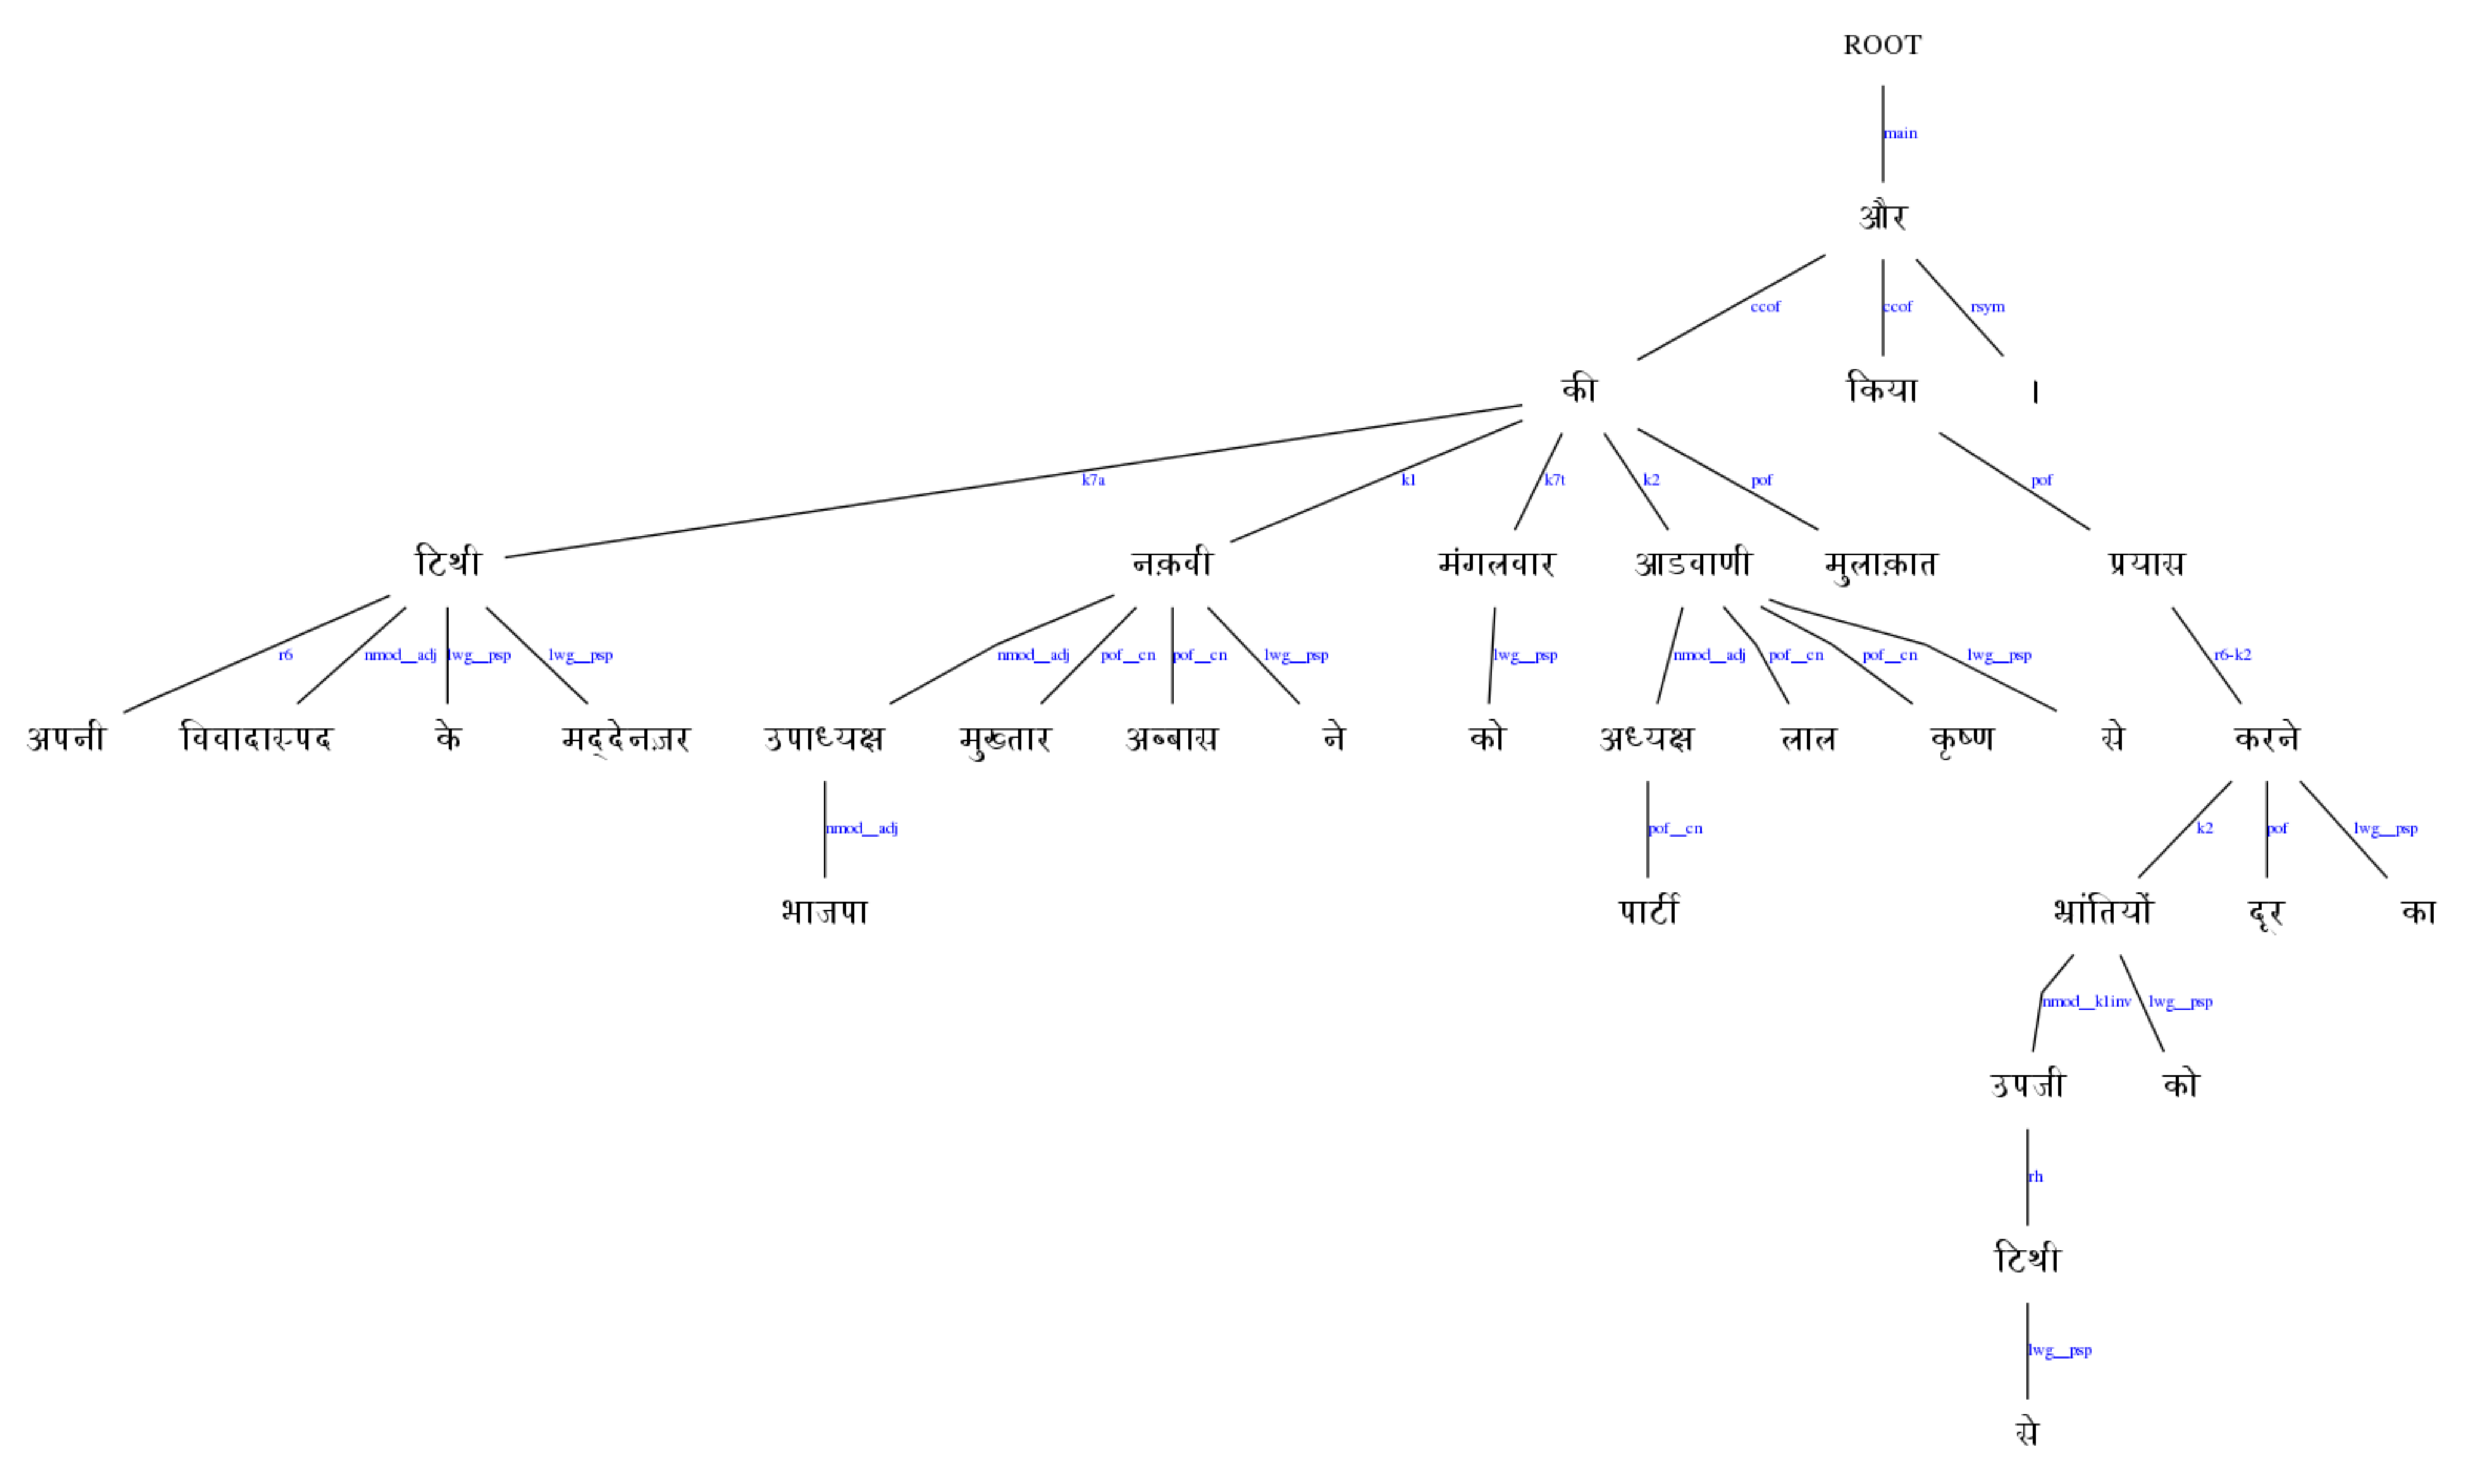 ROOT
main
और
ccof ccof rsym
की किया ।
k7a k1 k7t k2 pof pof
टिथी नक़वी मंगलवार आडवाणी मुलाक़ात प्रयास
r6 nmod__adj lwg__psp lwg__psp nmod__adj pof__cn pof__cn lwg__psp lwg__psp nmod__adj pof__cn pof__cn lwg__psp r6-k2
अपनी विवादास्पद के मद्देनज़र उपाध्यक्ष मुख्तार अब्बास ने को अध्यक्ष लाल कृष्ण से करने
nmod__adj pof__cn k2 pof lwg__psp
भाजपा पार्टी भ्रांतियों दूर का
nmod__k1inv lwg__psp
उपजी को
rh
टिथी
lwg__psp
से